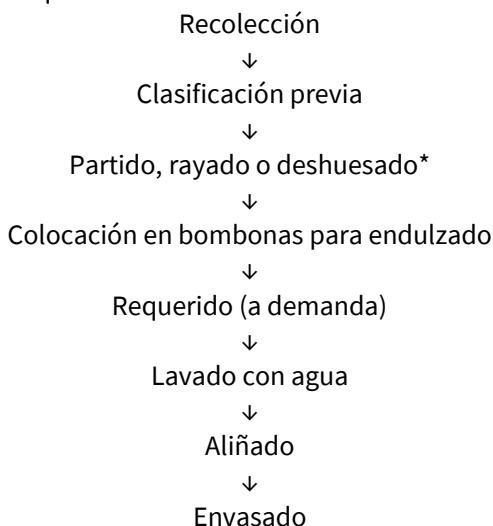 Recolección
↓
Clasificación previa
↓
Partido, rayado o deshuesado*
↓
Colocación en bombonas para endulzado
↓
Requerido (a demanda)
↓
Lavado con agua
↓
Aliñado
↓
Envasado